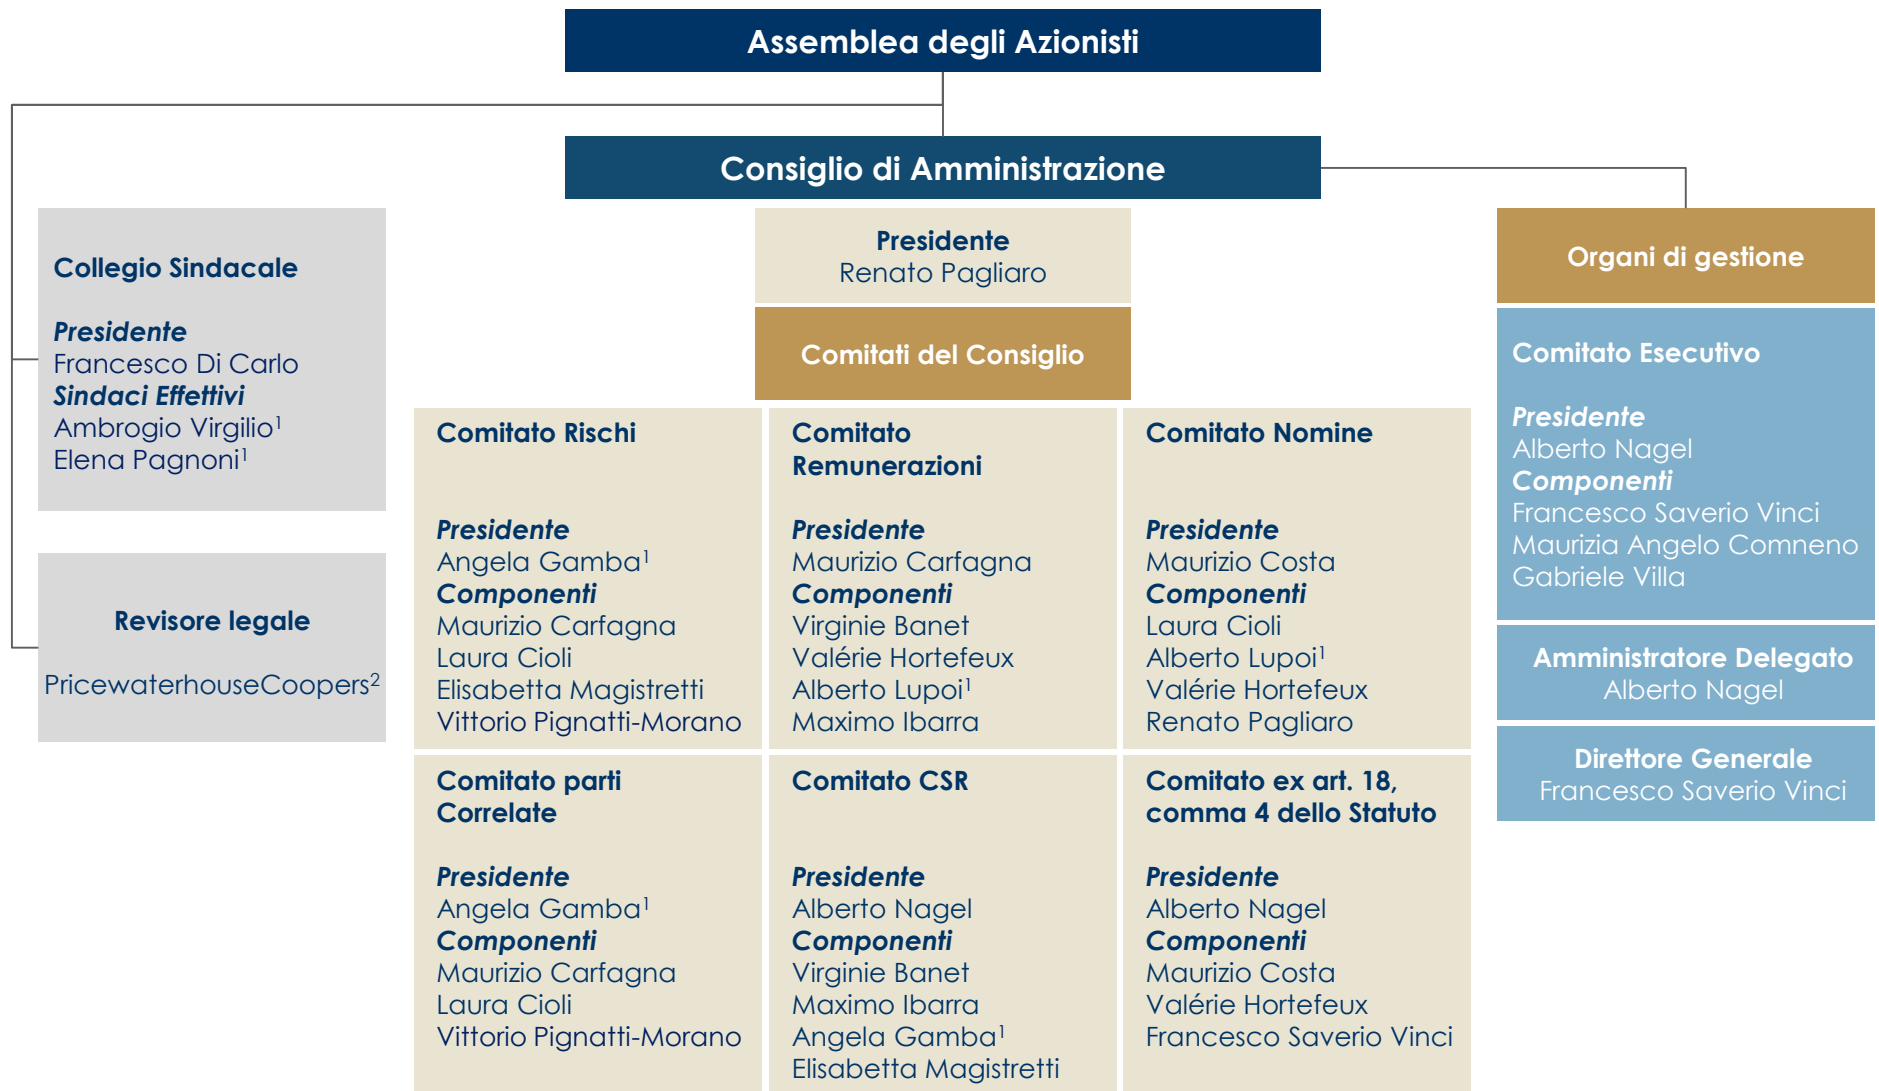 Assemblea degli Azionisti
Consiglio di Amministrazione
Collegio Sindacale
Presidente
Francesco Di Carlo
Sindaci Effettivi
Ambrogio Virgilio¹
Elena Pagnoni¹
Revisore legale
PricewaterhouseCoopers²
Presidente
Renato Pagliaro
Comitati del Consiglio
Comitato Rischi
Presidente
Angela Gamba¹
Componenti
Maurizio Carfagna
Laura Cioli
Elisabetta Magistretti
Vittorio Pignatti-Morano
Comitato
Remunerazioni
Presidente
Maurizio Carfagna
Componenti
Virginie Banet
Valérie Hortefeux
Alberto Lupoi¹
Maximo Ibarra
Comitato Nomine
Presidente
Maurizio Costa
Componenti
Laura Cioli
Alberto Lupoi¹
Valérie Hortefeux
Renato Pagliaro
Comitato parti
Correlate
Presidente
Angela Gamba¹
Componenti
Maurizio Carfagna
Laura Cioli
Vittorio Pignatti-Morano
Comitato CSR
Presidente
Alberto Nagel
Componenti
Virginie Banet
Maximo Ibarra
Angela Gamba¹
Elisabetta Magistretti
Comitato ex art. 18,
comma 4 dello Statuto
Presidente
Alberto Nagel
Componenti
Maurizio Costa
Valérie Hortefeux
Francesco Saverio Vinci
Organi di gestione
Comitato Esecutivo
Presidente
Alberto Nagel
Componenti
Francesco Saverio Vinci
Maurizia Angelo Comneno
Gabriele Villa
Amministratore Delegato
Alberto Nagel
Direttore Generale
Francesco Saverio Vinci